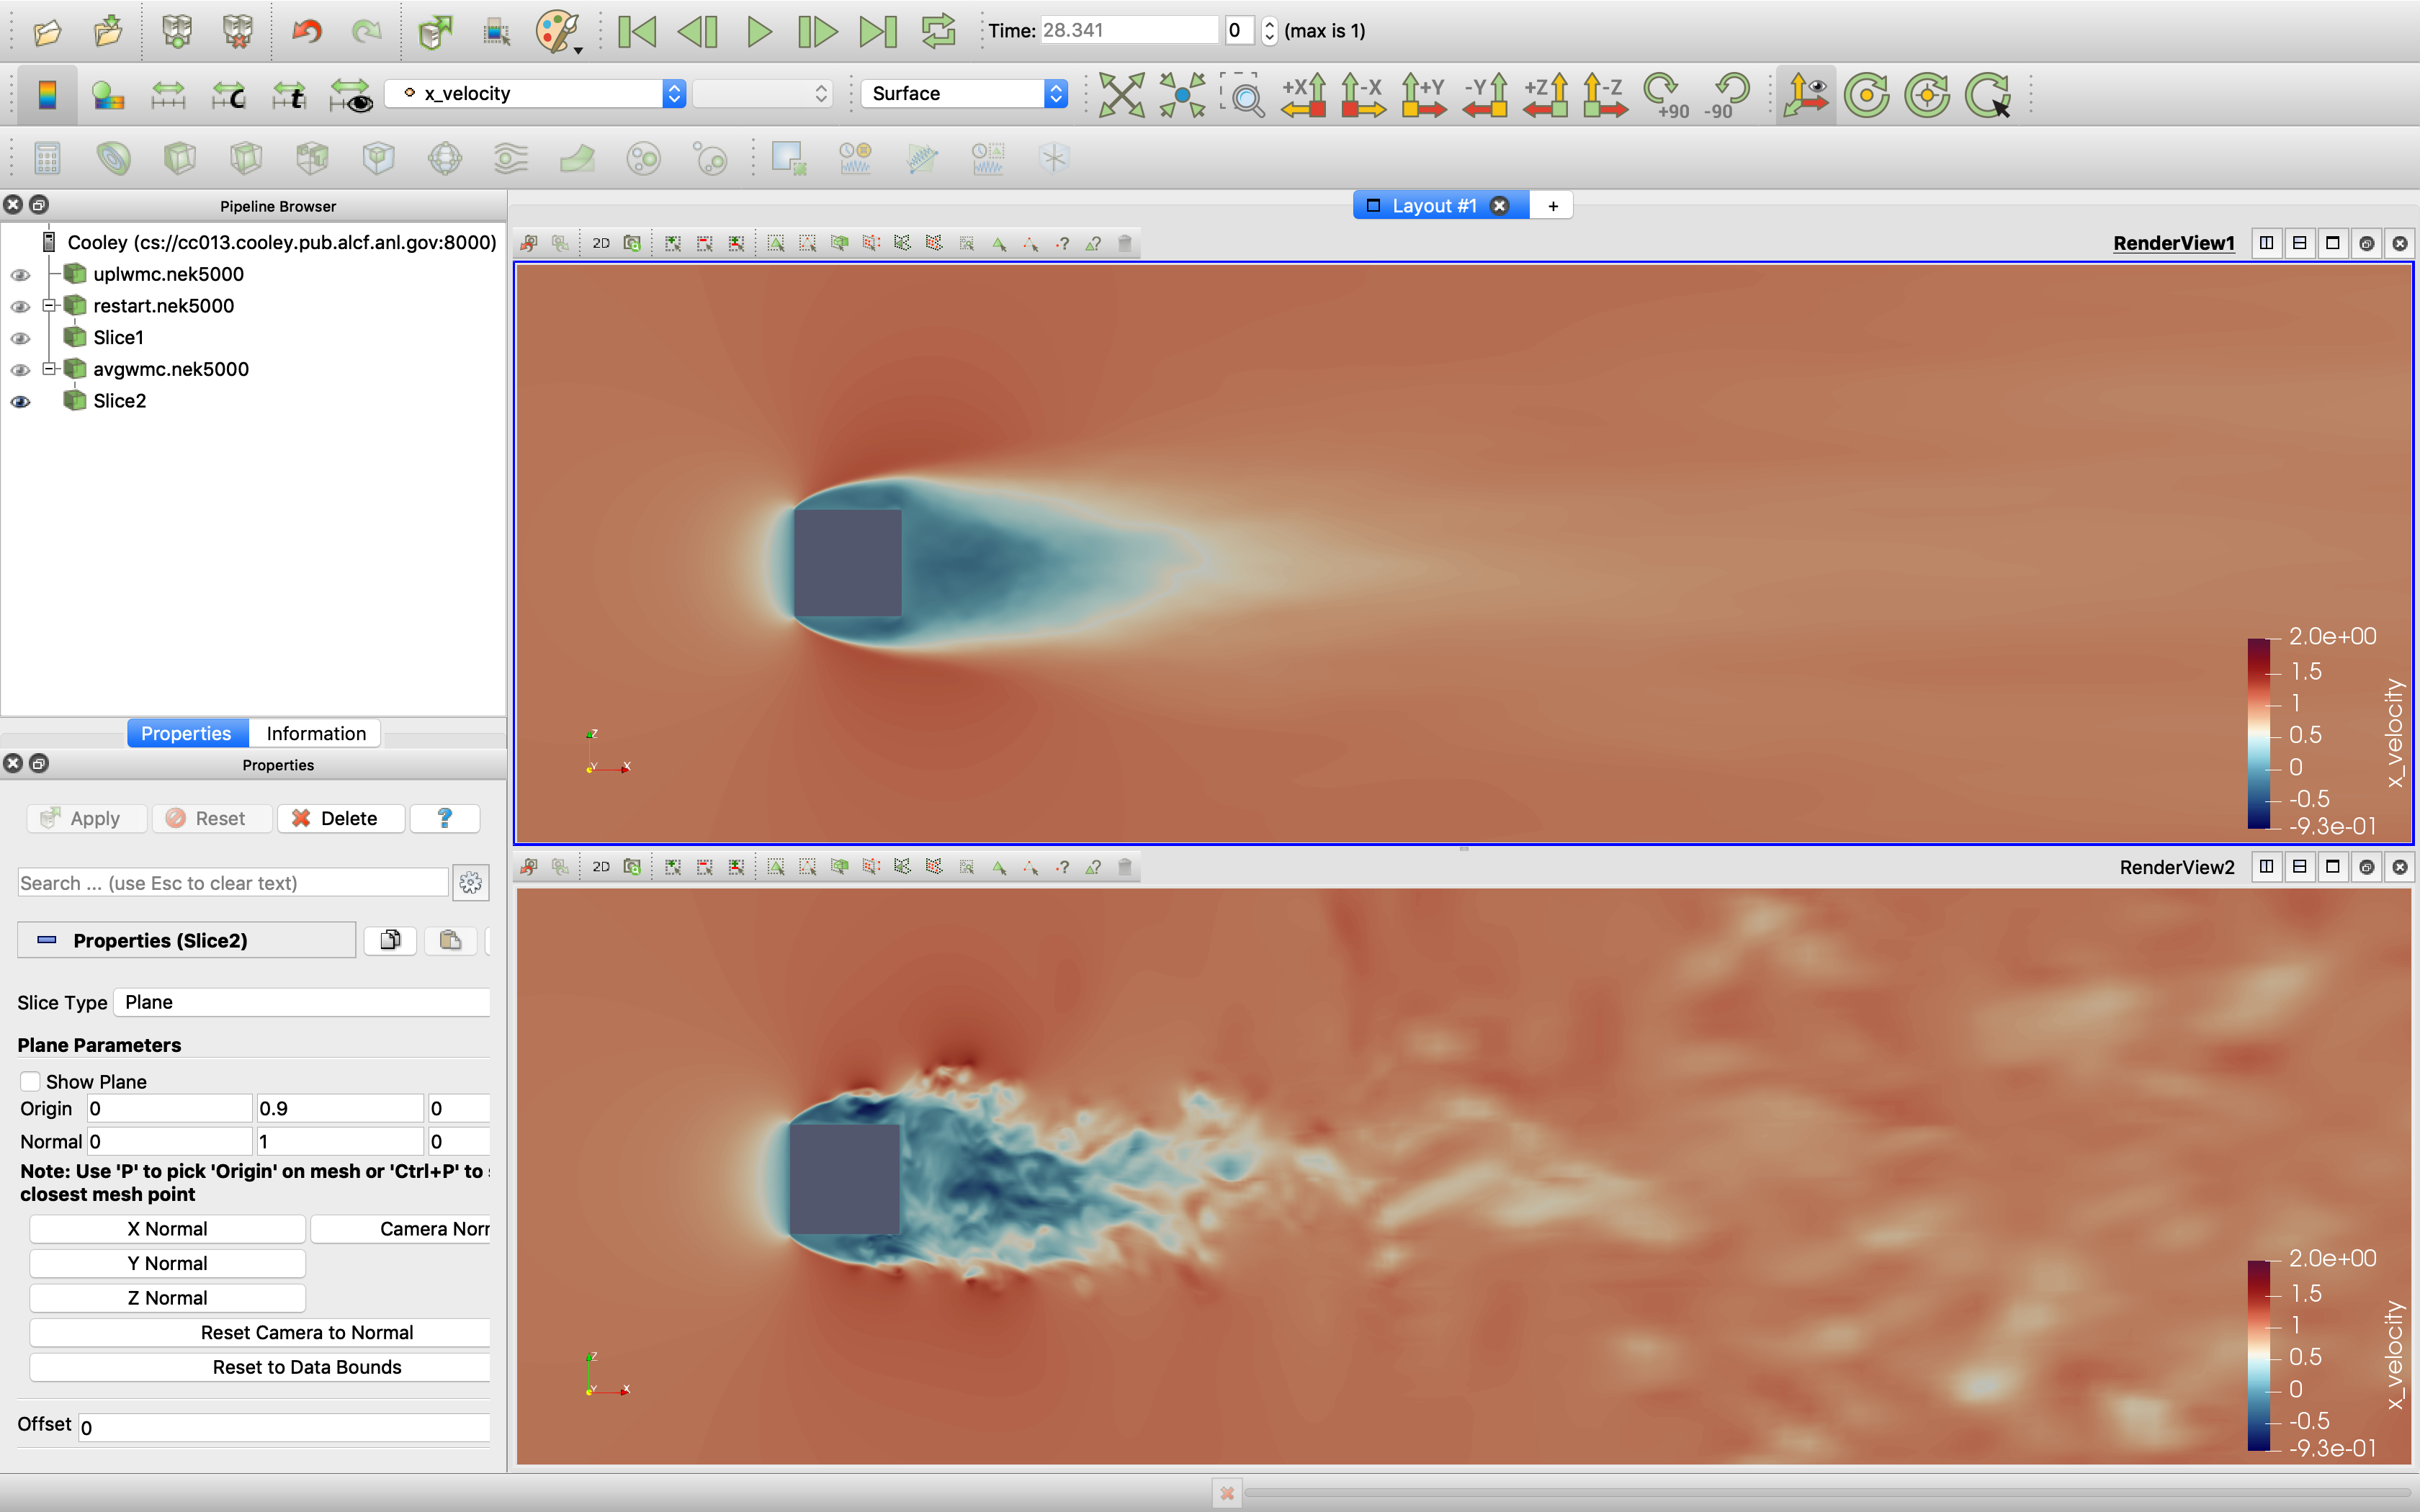 Time: 28.341 0 (max is 1)
x_velocity Surface +X -X +Y -Y +Z -Z +90 -90
Pipeline Browser
Layout #1 +
Cooley (cs://cc013.cooley.pub.alcf.anl.gov:8000)
uplwmc.nek5000
restart.nek5000
Slice1
avgwmc.nek5000
Slice2
Properties Information
Properties
Apply Reset Delete ?
Search ... (use Esc to clear text)
Properties (Slice2)
Slice Type Plane
Plane Parameters
Show Plane
Origin 0 0.9 0
Normal 0 1 0
Note: Use 'P' to pick 'Origin' on mesh or 'Ctrl+P' to
closest mesh point
X Normal Camera Norr
Y Normal
Z Normal
Reset Camera to Normal
Reset to Data Bounds
Offset 0
2D RenderView1
2.0e+00
1.5
1
0.5
0
-0.5
-9.3e-01
x_velocity
Z
Y X
2D RenderView2
2.0e+00
1.5
1
0.5
0
-0.5
-9.3e-01
x_velocity
Z
Y X